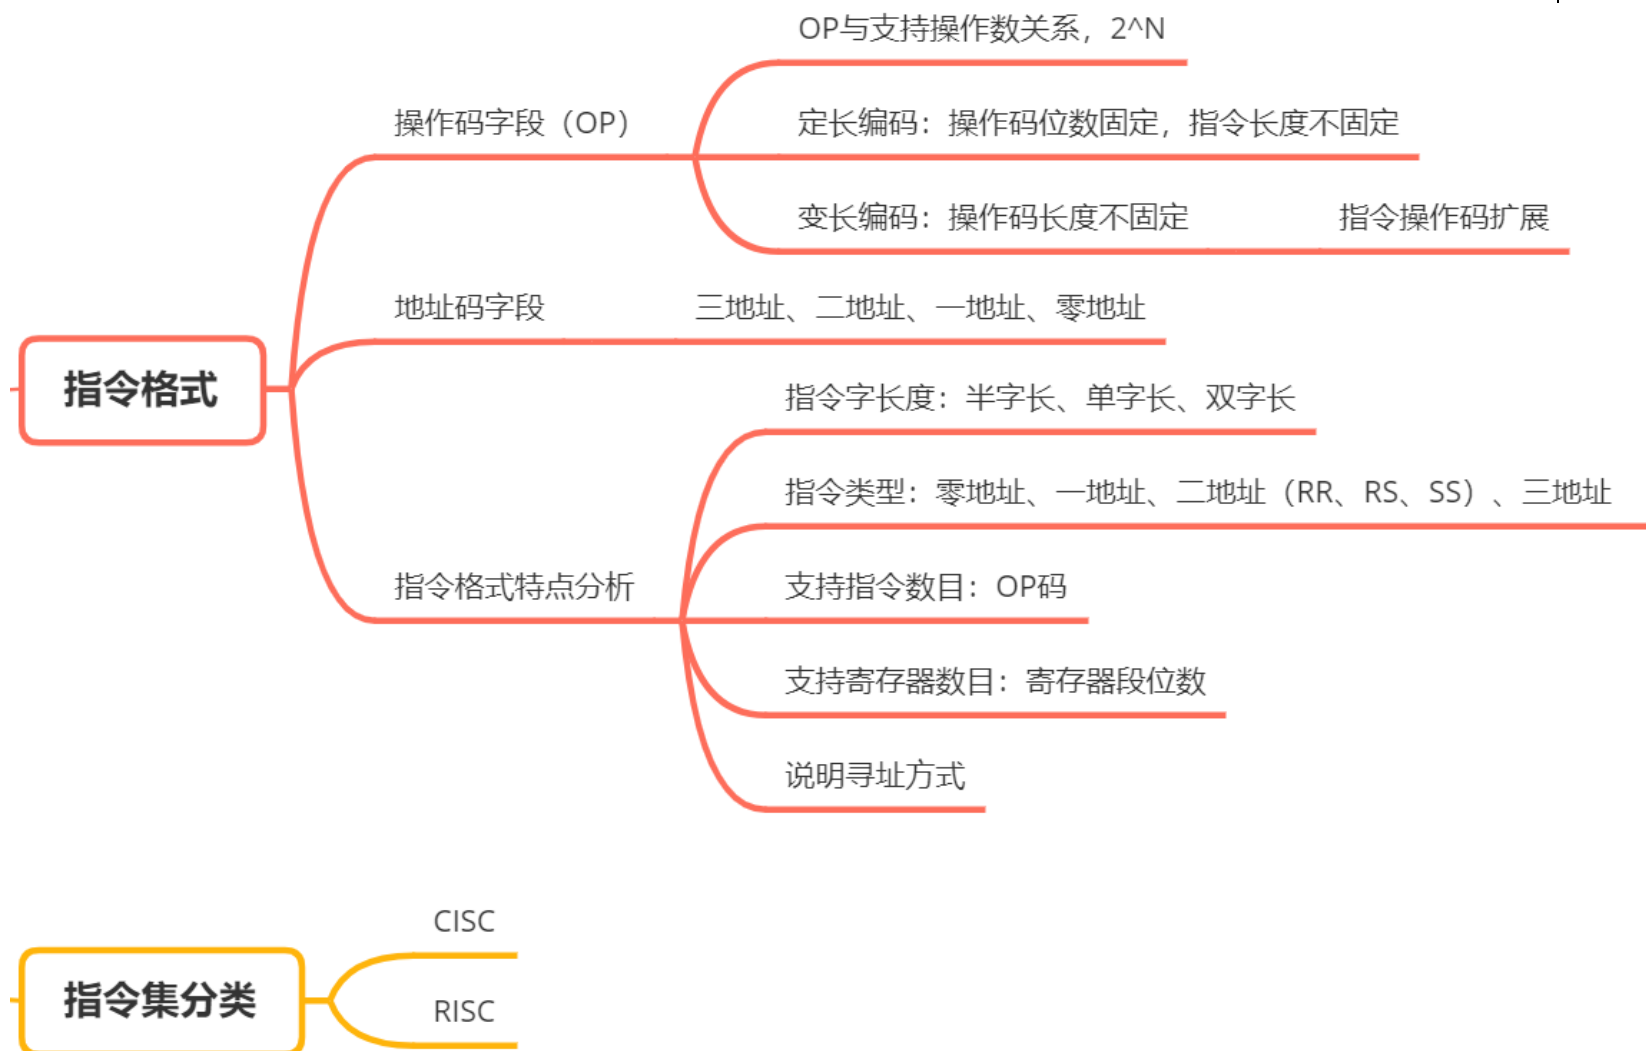 OP与支持操作数关系，2^N
操作码字段（OP）
定长编码：操作码位数固定，指令长度不固定
变长编码：操作码长度不固定
指令操作码扩展
地址码字段
三地址、二地址、一地址、零地址
指令格式
指令字长度：半字长、单字长、双字长
指令类型：零地址、一地址、二地址（RR、RS、SS）、三地址
指令格式特点分析
支持指令数目：OP码
支持寄存器数目：寄存器段位数
说明寻址方式
CISC
指令集分类
RISC